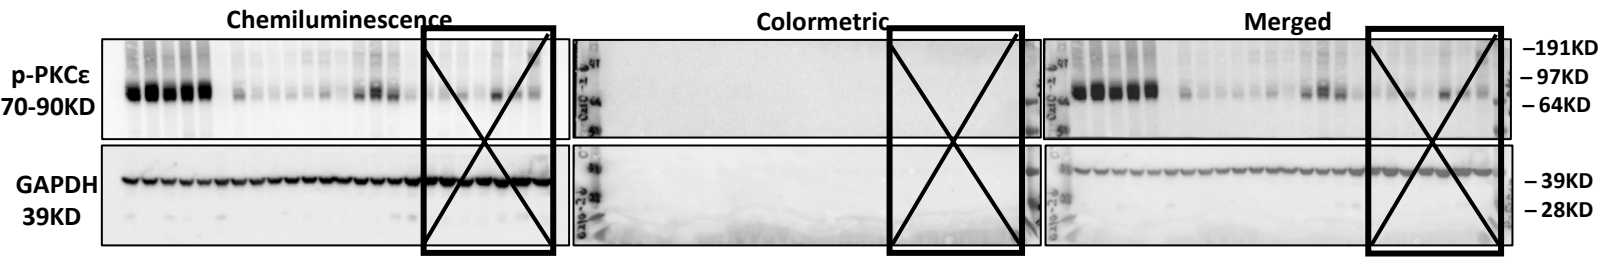 Chemiluminescence Colormetric Merged
p-PKCε
70-90KD
–191KD
–97KD
–64KD
GAPDH
39KD
–39KD
–28KD